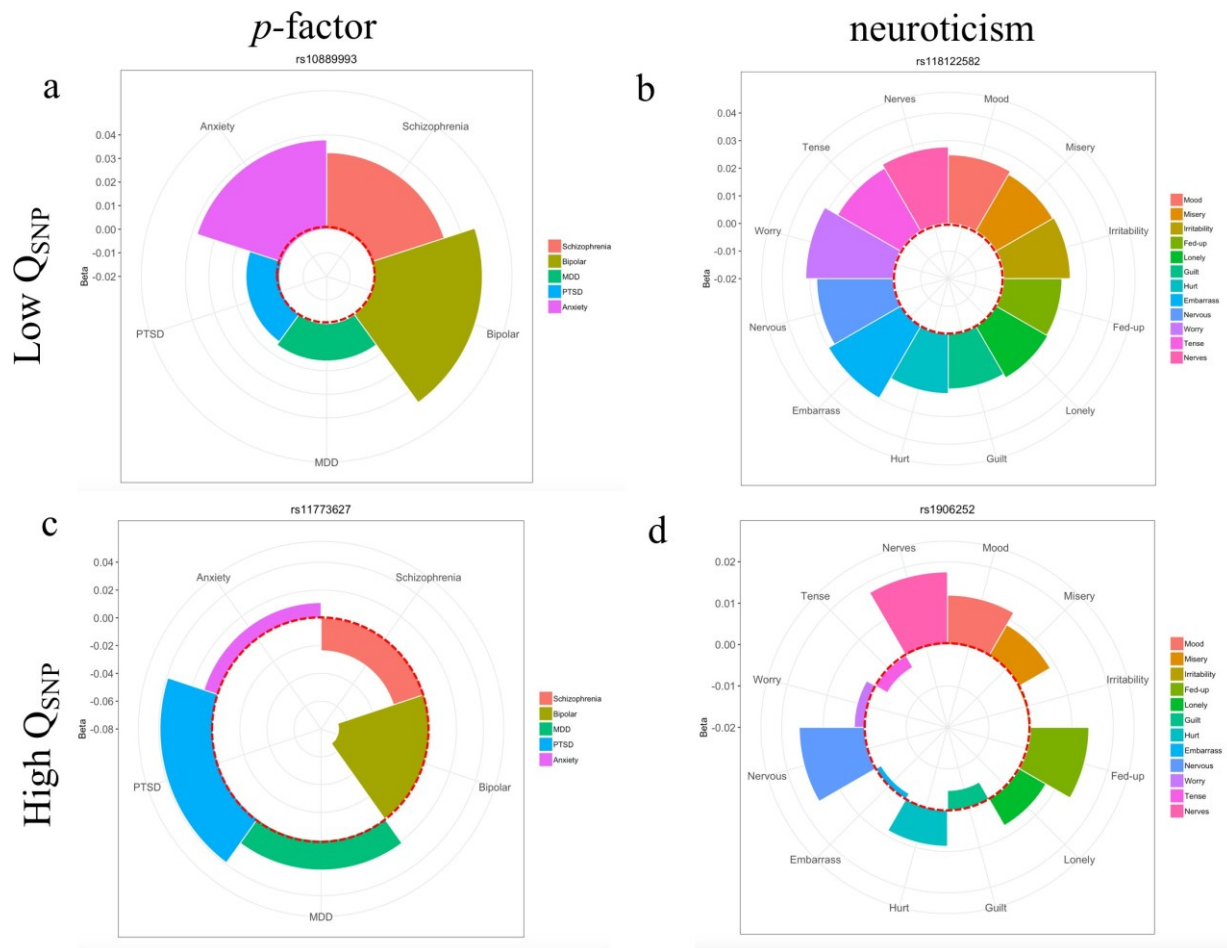 p-factor
neuroticism
Low QSNP
High QSNP
a
rs10889993
Beta
0.04
0.03
0.02
0.01
0.00
-0.01
-0.02
Anxiety
Schizophrenia
PTSD
Bipolar
MDD
Schizophrenia
Bipolar
MDD
PTSD
Anxiety
b
rs118122582
Beta
0.04
0.03
0.02
0.01
0.00
-0.01
-0.02
Nerves
Mood
Tense
Misery
Worry
Irritability
Nervous
Fed-up
Embarrass
Lonely
Hurt
Guilt
Mood
Misery
Irritability
Fed-up
Lonely
Guilt
Hurt
Embarrass
Nervous
Worry
Tense
Nerves
c
rs11773627
Beta
0.04
0.02
0.00
-0.02
-0.04
-0.06
-0.08
Anxiety
Schizophrenia
PTSD
Bipolar
MDD
Schizophrenia
Bipolar
MDD
PTSD
Anxiety
d
rs1906252
Beta
0.02
0.01
0.00
-0.01
-0.02
Nerves
Mood
Tense
Misery
Worry
Irritability
Nervous
Fed-up
Embarrass
Lonely
Hurt
Guilt
Mood
Misery
Irritability
Fed-up
Lonely
Guilt
Hurt
Embarrass
Nervous
Worry
Tense
Nerves